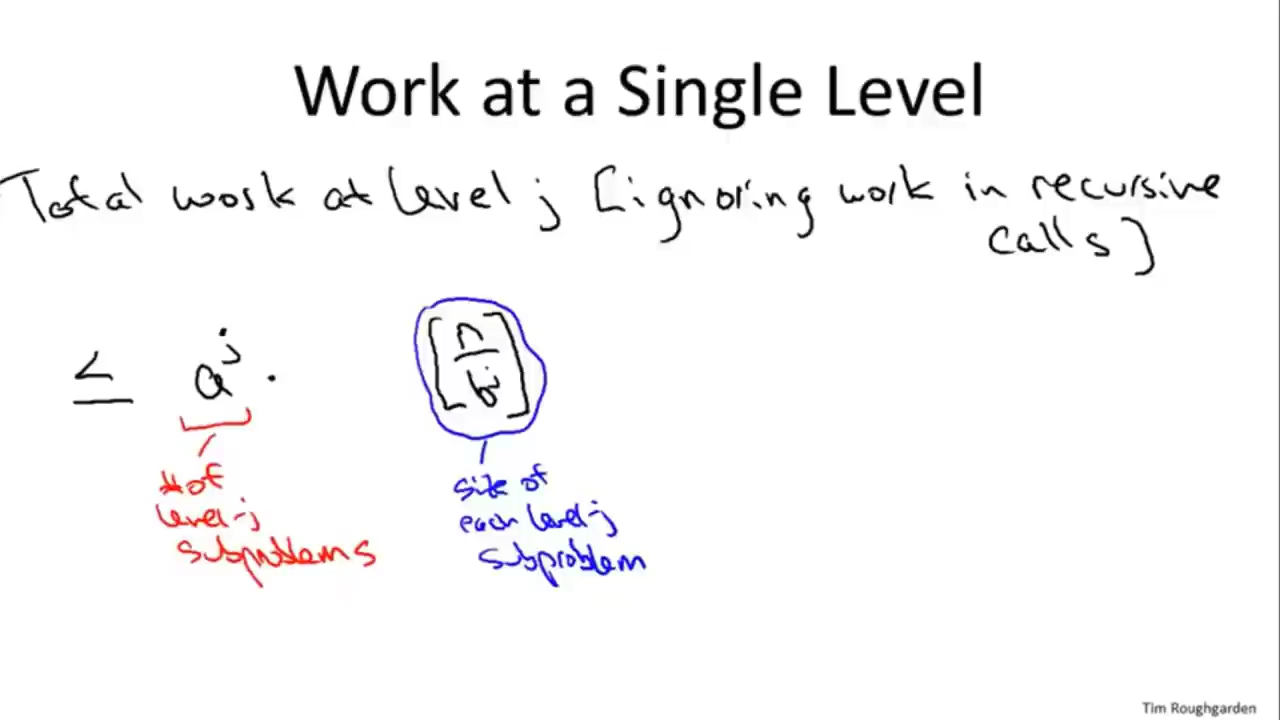 Work at a Single Level
Total work at level j [ignoring work in recursive
calls]
≤ a^j · [n/b^j]
# of
level-j
subproblems
size of
each level-j
subproblem
Tim Roughgarden